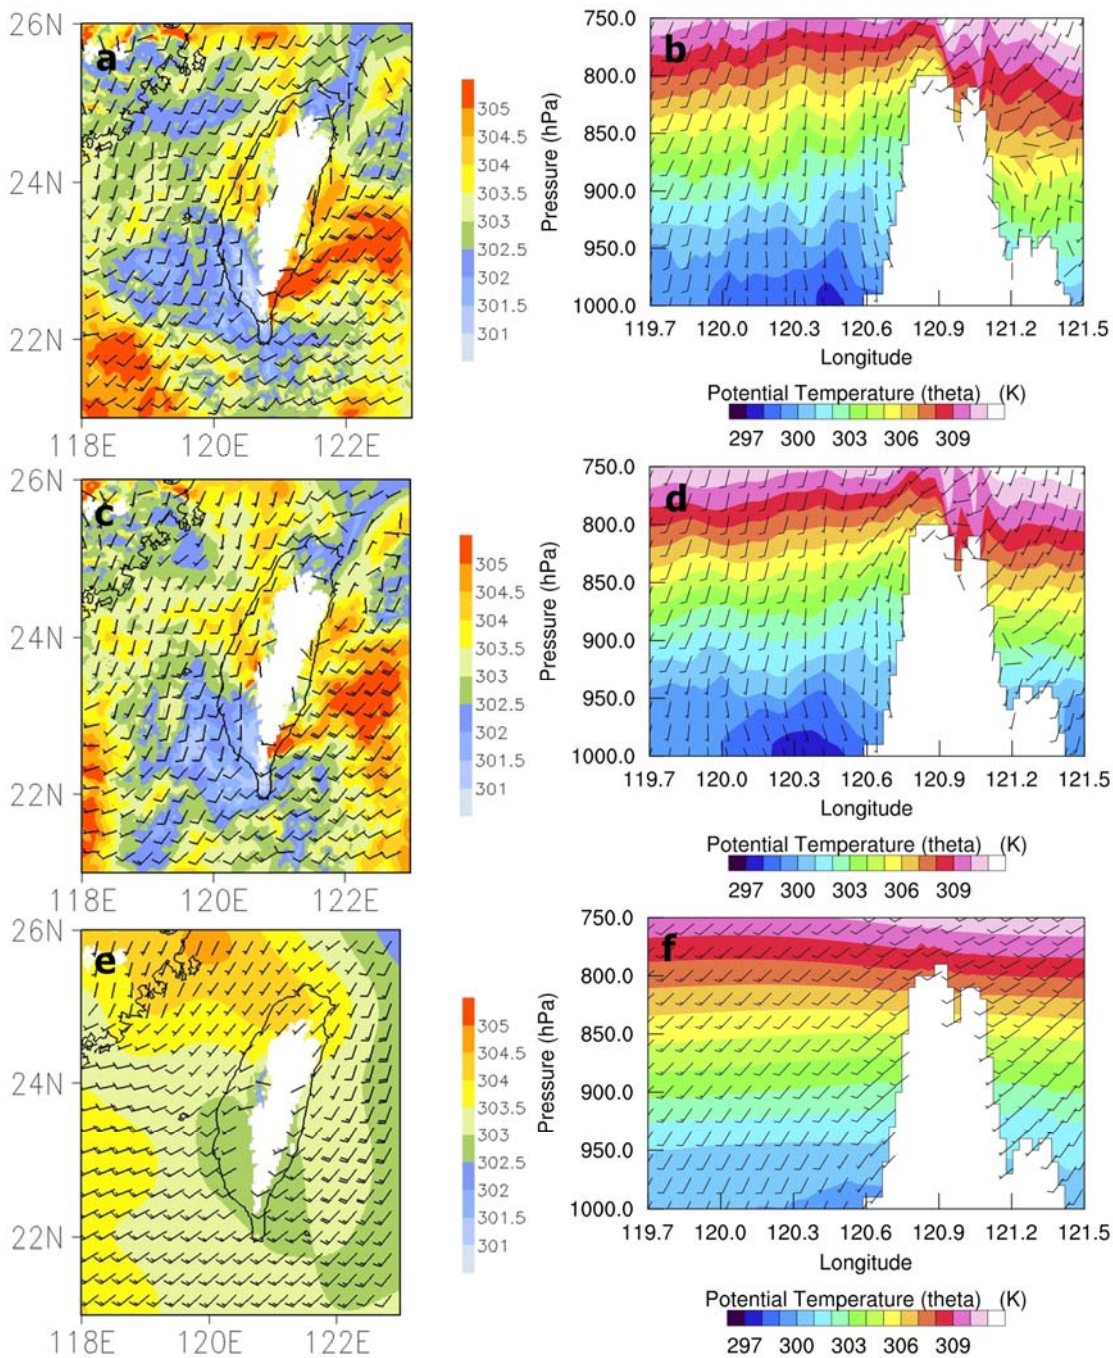 a
26N
24N
22N
118E 120E 122E
305
304.5
304
303.5
303
302.5
302
301.5
301
b
Pressure (hPa)
750.0
800.0
850.0
900.0
950.0
1000.0
119.7 120.0 120.3 120.6 120.9 121.2 121.5
Longitude
Potential Temperature (theta) (K)
297 300 303 306 309
c
26N
24N
22N
118E 120E 122E
305
304.5
304
303.5
303
302.5
302
301.5
301
d
Pressure (hPa)
750.0
800.0
850.0
900.0
950.0
1000.0
119.7 120.0 120.3 120.6 120.9 121.2 121.5
Longitude
Potential Temperature (theta) (K)
297 300 303 306 309
e
26N
24N
22N
118E 120E 122E
305
304.5
304
303.5
303
302.5
302
301.5
301
f
Pressure (hPa)
750.0
800.0
850.0
900.0
950.0
1000.0
119.7 120.0 120.3 120.6 120.9 121.2 121.5
Longitude
Potential Temperature (theta) (K)
297 300 303 306 309